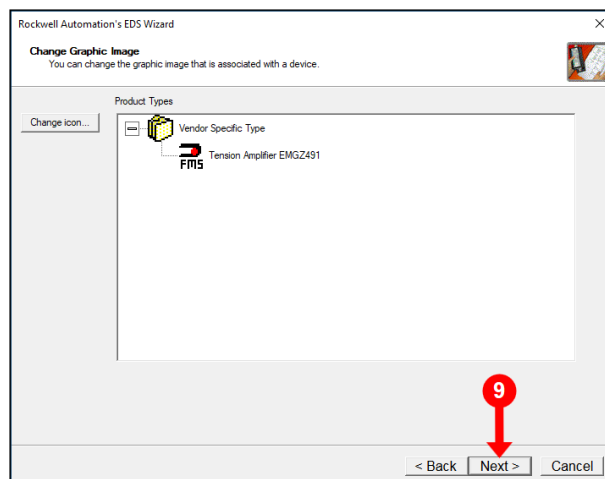 Rockwell Automation's EDS Wizard
Change Graphic Image
You can change the graphic image that is associated with a device.
Product Types
Change icon...
Vendor Specific Type
Tension Amplifier EMGZ491
FMS
9
< Back Next > Cancel